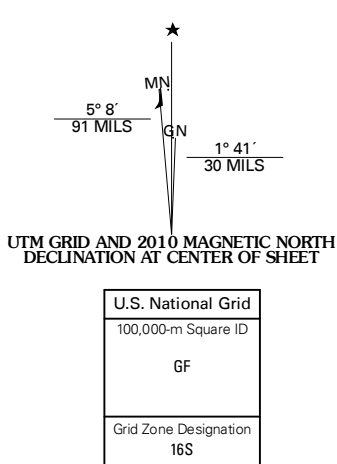 ★
MN
5° 8´
91 MILS
GN
1° 41´
30 MILS
UTM GRID AND 2010 MAGNETIC NORTH
DECLINATION AT CENTER OF SHEET
U.S. National Grid
100,000-m Square ID
GF
Grid Zone Designation
16S